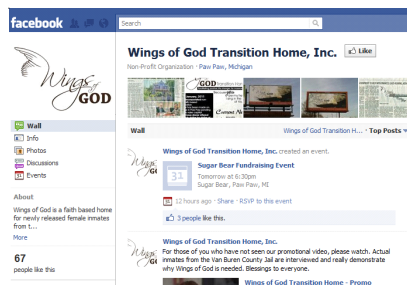 facebook
Search
Wings of God Transition Home, Inc.
Like
Non-Profit Organization · Paw Paw, Michigan
Wings of GOD
Wall
Info
Photos
Discussions
31 Events
About
Wings of God is a faith based home
for newly released female inmates
from t...
More
67
people like this
Wall
Wings of God Transition H... · Top Posts
Wings of God Transition Home, Inc. created an event.
31
Sugar Bear Fundraising Event
Tomorrow at 6:30pm
Sugar Bear, Paw Paw, MI
31 12 hours ago · Share · RSVP to this event
3 people like this.
Wings of God Transition Home, Inc.
For those of you who have not seen our promotional video, please watch. Actual
inmates from the Van Buren County Jail are interviewed and really demonstrate
why Wings of God is needed. Blessings to everyone.
Wings of God Transition Home - Promo